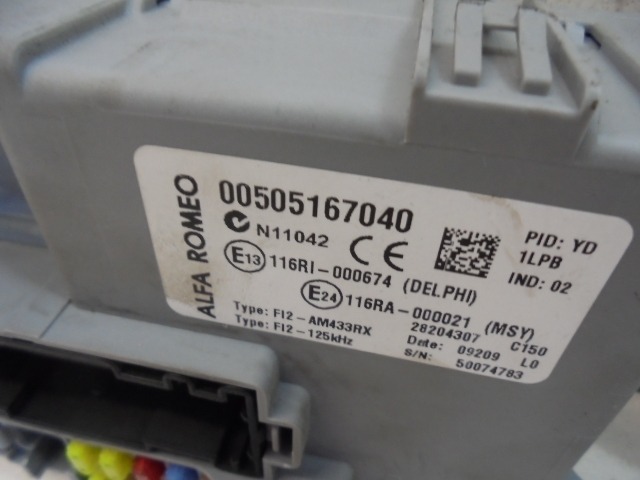 ALFA ROMEO
00505167040
N11042 CE
E13 116RI-000674 (DELPHI)
E24 116RA-000021 (MSY)
Type: FI2-AM433RX
Type: FI2-125kHz
PID: YD
1LPB
IND: 02
28204307 C150
Date: 09209 L0
S/N: 50074783